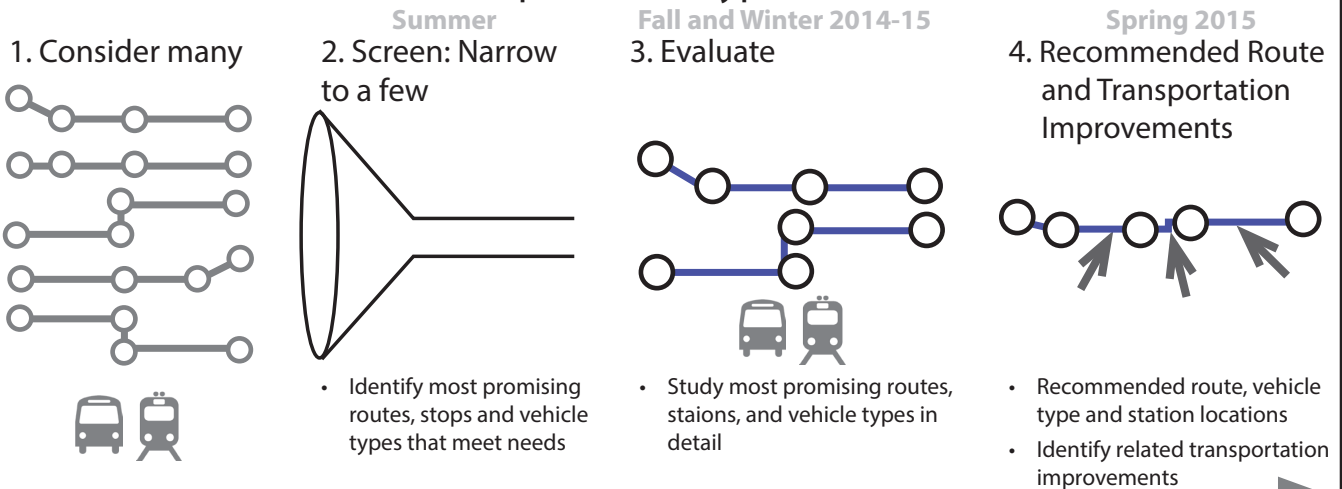 Summer
Fall and Winter 2014-15
Spring 2015
1. Consider many
2. Screen: Narrow
to a few
3. Evaluate
4. Recommended Route
and Transportation
Improvements
• Identify most promising
routes, stops and vehicle
types that meet needs
• Study most promising routes,
staions, and vehicle types in
detail
• Recommended route, vehicle
type and station locations
• Identify related transportation
improvements